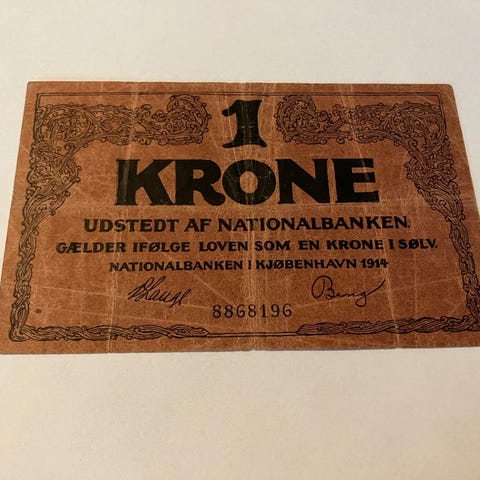 1
KRONE
UDSTEDT AF NATIONALBANKEN.
GÆLDER IFØLGE LOVEN SOM EN KRONE I SØLV.
NATIONALBANKEN I KJØBENHAVN 1914
8868196